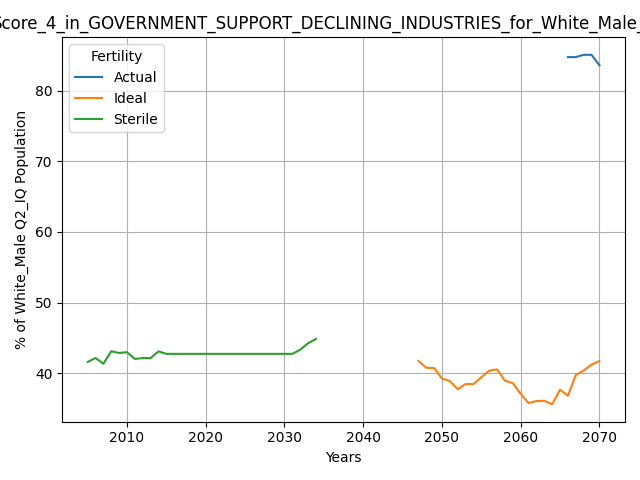 Score_4_in_GOVERNMENT_SUPPORT_DECLINING_INDUSTRIES_for_White_Male_
Fertility
Actual
Ideal
Sterile
% of White_Male Q2_IQ Population
80
70
60
50
40
2010
2020
2030
2040
2050
2060
2070
Years